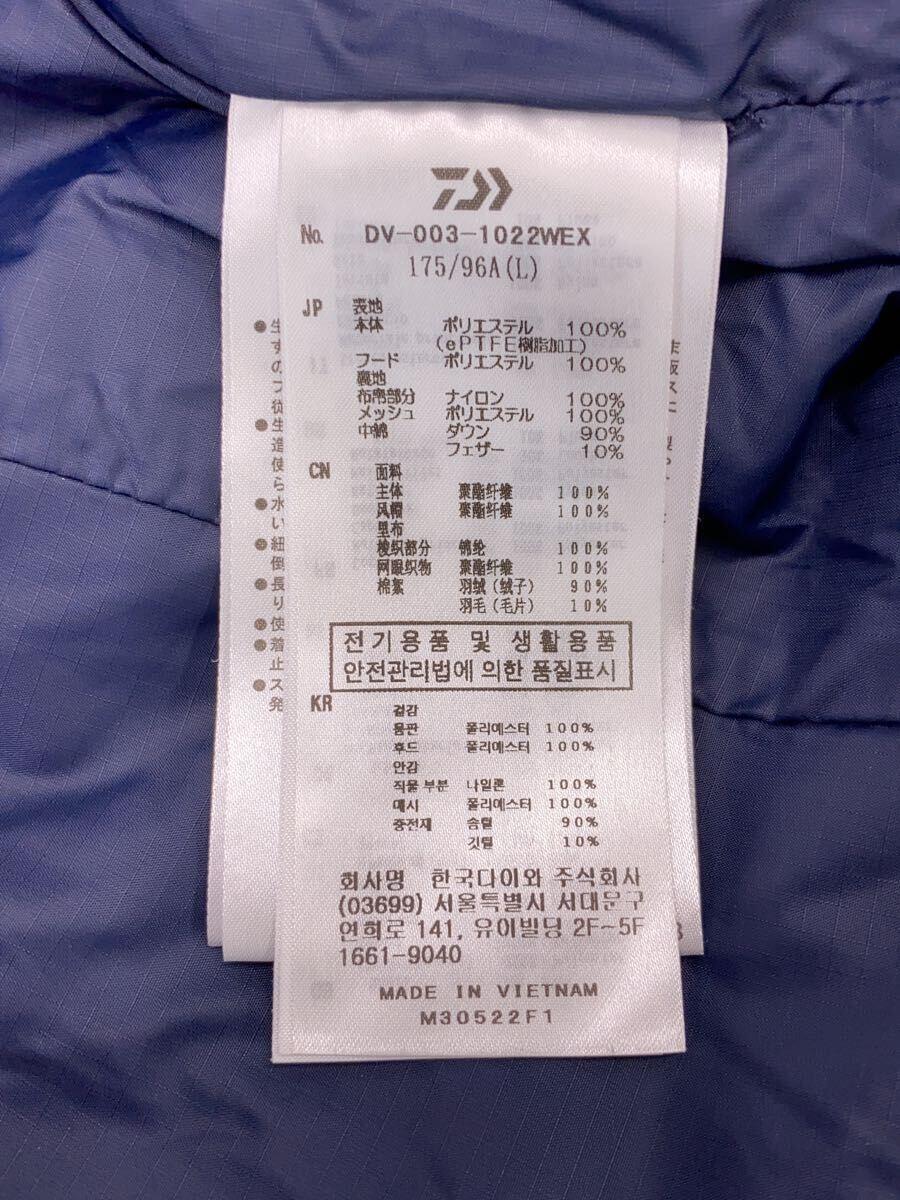 No. DV-003-1022WEX
175/96A(L)
JP 表地
本体 ポリエステル 100%
(ePTFE樹脂加工)
フード ポリエステル 100%
裏地
布帛部分 ナイロン 100%
メッシュ ポリエステル 100%
中綿 ダウン 90%
フェザー 10%
CN 面料
主体 聚酯纤维 100%
风帽 聚酯纤维 100%
里布
梭织部分 锦纶 100%
网眼织物 聚酯纤维 100%
棉絮 羽绒(绒子) 90%
羽毛(毛片) 10%
전기용품 및 생활용품
안전관리법에 의한 품질표시
KR 겉감
몸판 폴리에스터 100%
후드 폴리에스터 100%
안감
직물 부분 나일론 100%
매시 폴리에스터 100%
충전재 솜털 90%
깃털 10%
회사명 한국다이와 주식회사
(03699) 서울특별시 서대문구
연희로 141, 유이빌딩 2F~5F
1661-9040
MADE IN VIETNAM
M30522F1